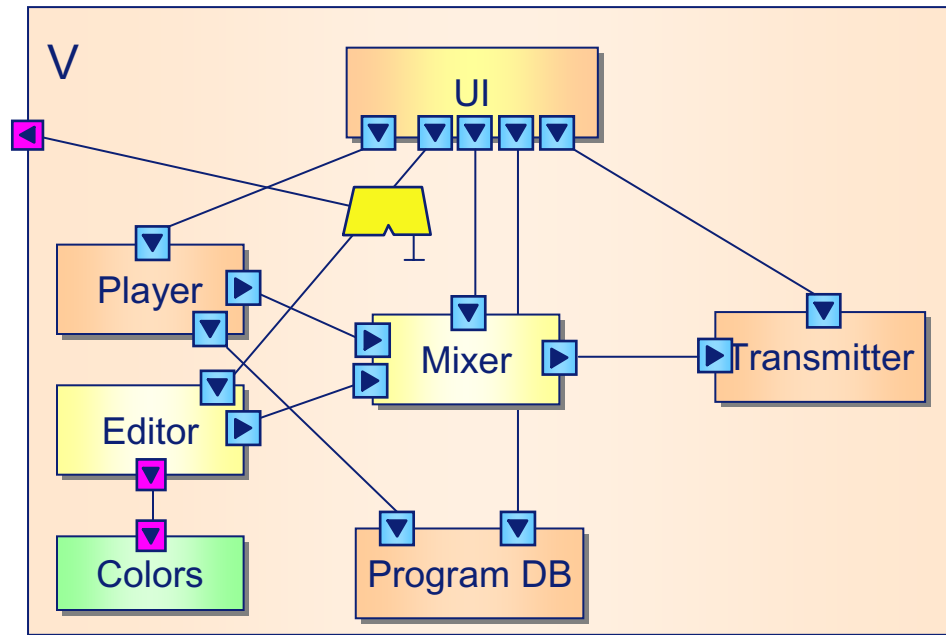 V
UI
Player
Mixer
Transmitter
Editor
Colors
Program DB